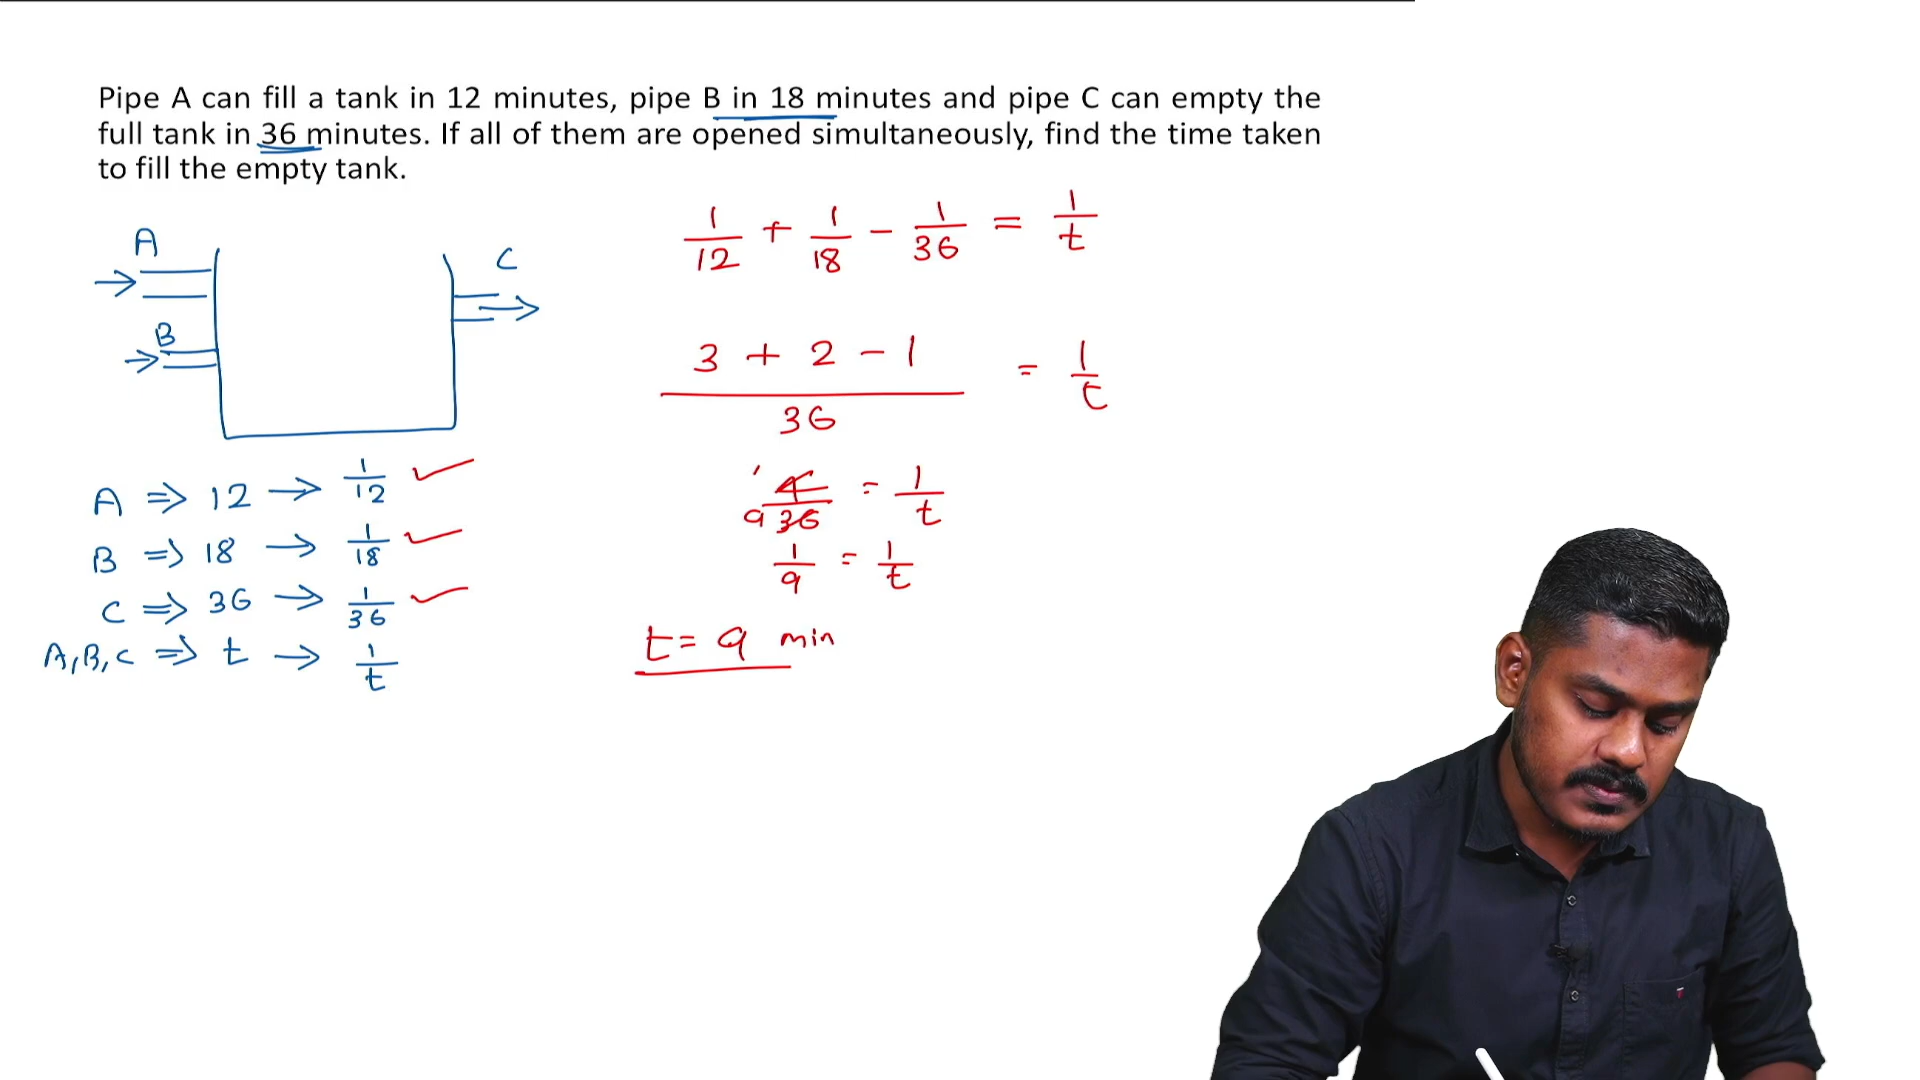 Pipe A can fill a tank in 12 minutes, pipe B in 18 minutes and pipe C can empty the
full tank in 36 minutes. If all of them are opened simultaneously, find the time taken
to fill the empty tank.
A
B
C
A => 12 → 1/12 ✓
B => 18 → 1/18 ✓
C => 36 → 1/36 ✓
A,B,C => t → 1/t
1/12 + 1/18 - 1/36 = 1/t
(3 + 2 - 1)/36 = 1/t
1 4/9 36 = 1/t
1/9 = 1/t
t = 9 min